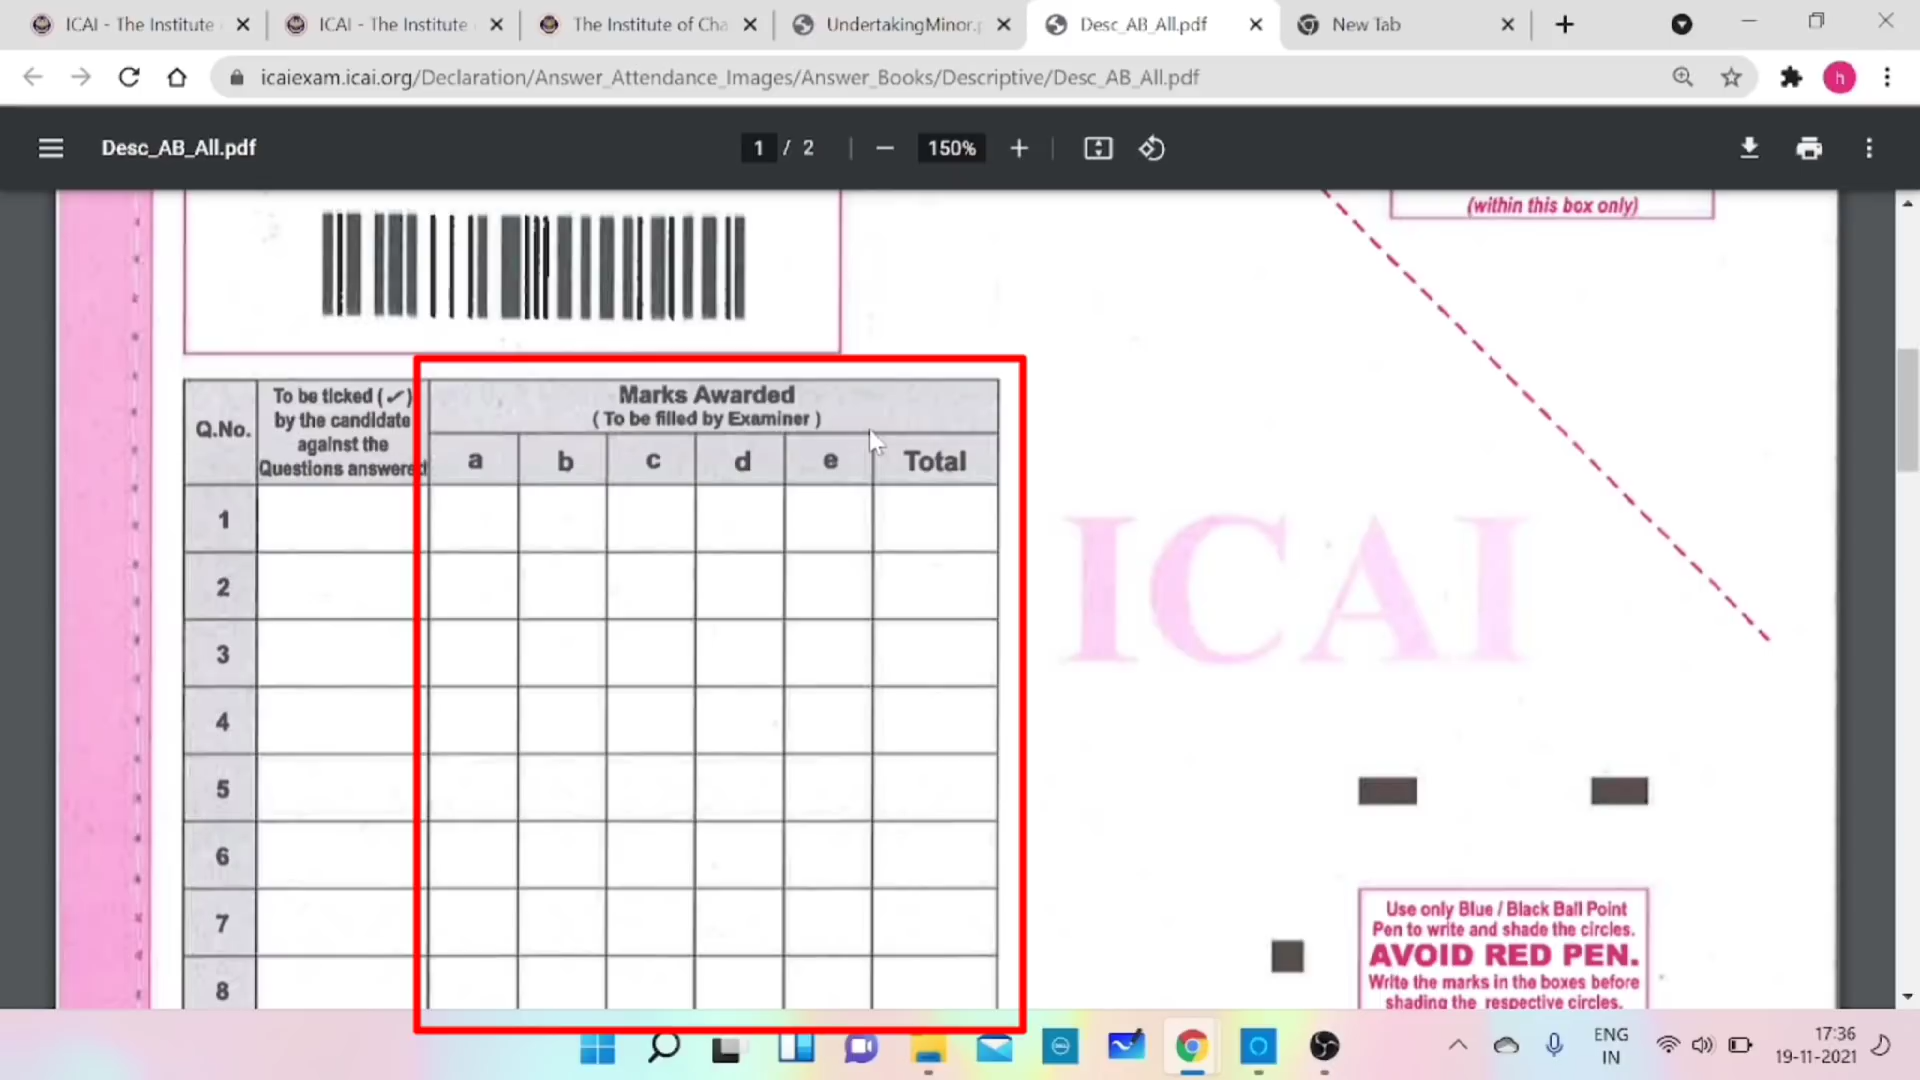 ICAI - The Institute
ICAI - The Institute
The Institute of Cha
UndertakingMinor.p
Desc_AB_All.pdf
New Tab
icaiexam.icai.org/Declaration/Answer_Attendance_Images/Answer_Books/Descriptive/Desc_AB_All.pdf
h
Desc_AB_All.pdf
1 / 2
150%
(within this box only)
Q.No.
To be ticked (✓)
by the candidate
against the
Questions answered
Marks Awarded
( To be filled by Examiner )
a b c d e Total
1
2
3
4
5
6
7
8
ICAI
Use only Blue / Black Ball Point
Pen to write and shade the circles.
AVOID RED PEN.
Write the marks in the boxes before
shading the respective circles.
DELL
ENG
IN
17:36
19-11-2021